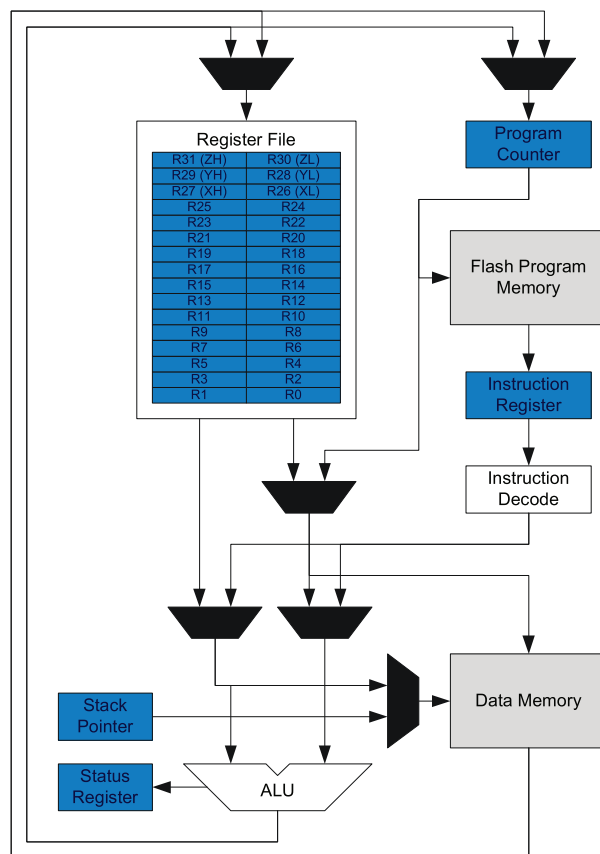 Register File
R31 (ZH) R30 (ZL)
R29 (YH) R28 (YL)
R27 (XH) R26 (XL)
R25 R24
R23 R22
R21 R20
R19 R18
R17 R16
R15 R14
R13 R12
R11 R10
R9 R8
R7 R6
R5 R4
R3 R2
R1 R0
Program
Counter
Flash Program
Memory
Instruction
Register
Instruction
Decode
Stack
Pointer
Data Memory
Status
Register
ALU